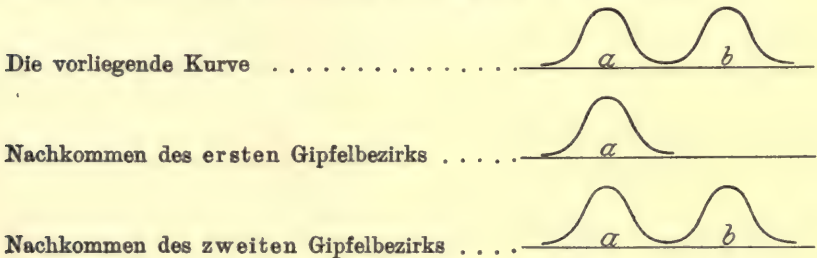 Die vorliegende Kurve . . . . . . . . . . . . . . . a b
Nachkommen des ersten Gipfelbezirks . . . . . a
Nachkommen des zweiten Gipfelbezirks . . . . a b